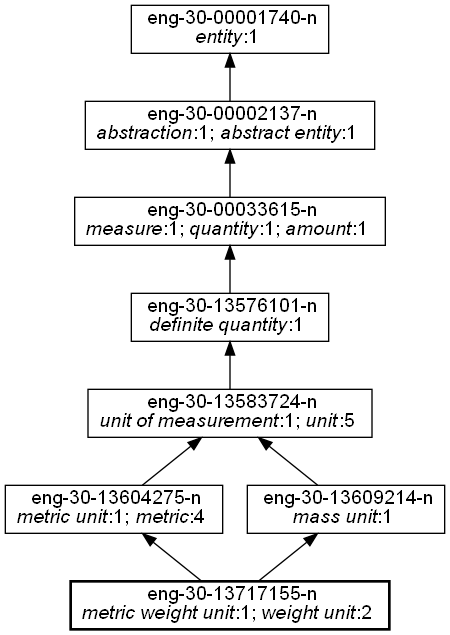 eng-30-00001740-n
entity:1
eng-30-00002137-n
abstraction:1; abstract entity:1
eng-30-00033615-n
measure:1; quantity:1; amount:1
eng-30-13576101-n
definite quantity:1
eng-30-13583724-n
unit of measurement:1; unit:5
eng-30-13604275-n
metric unit:1; metric:4
eng-30-13609214-n
mass unit:1
eng-30-13717155-n
metric weight unit:1; weight unit:2